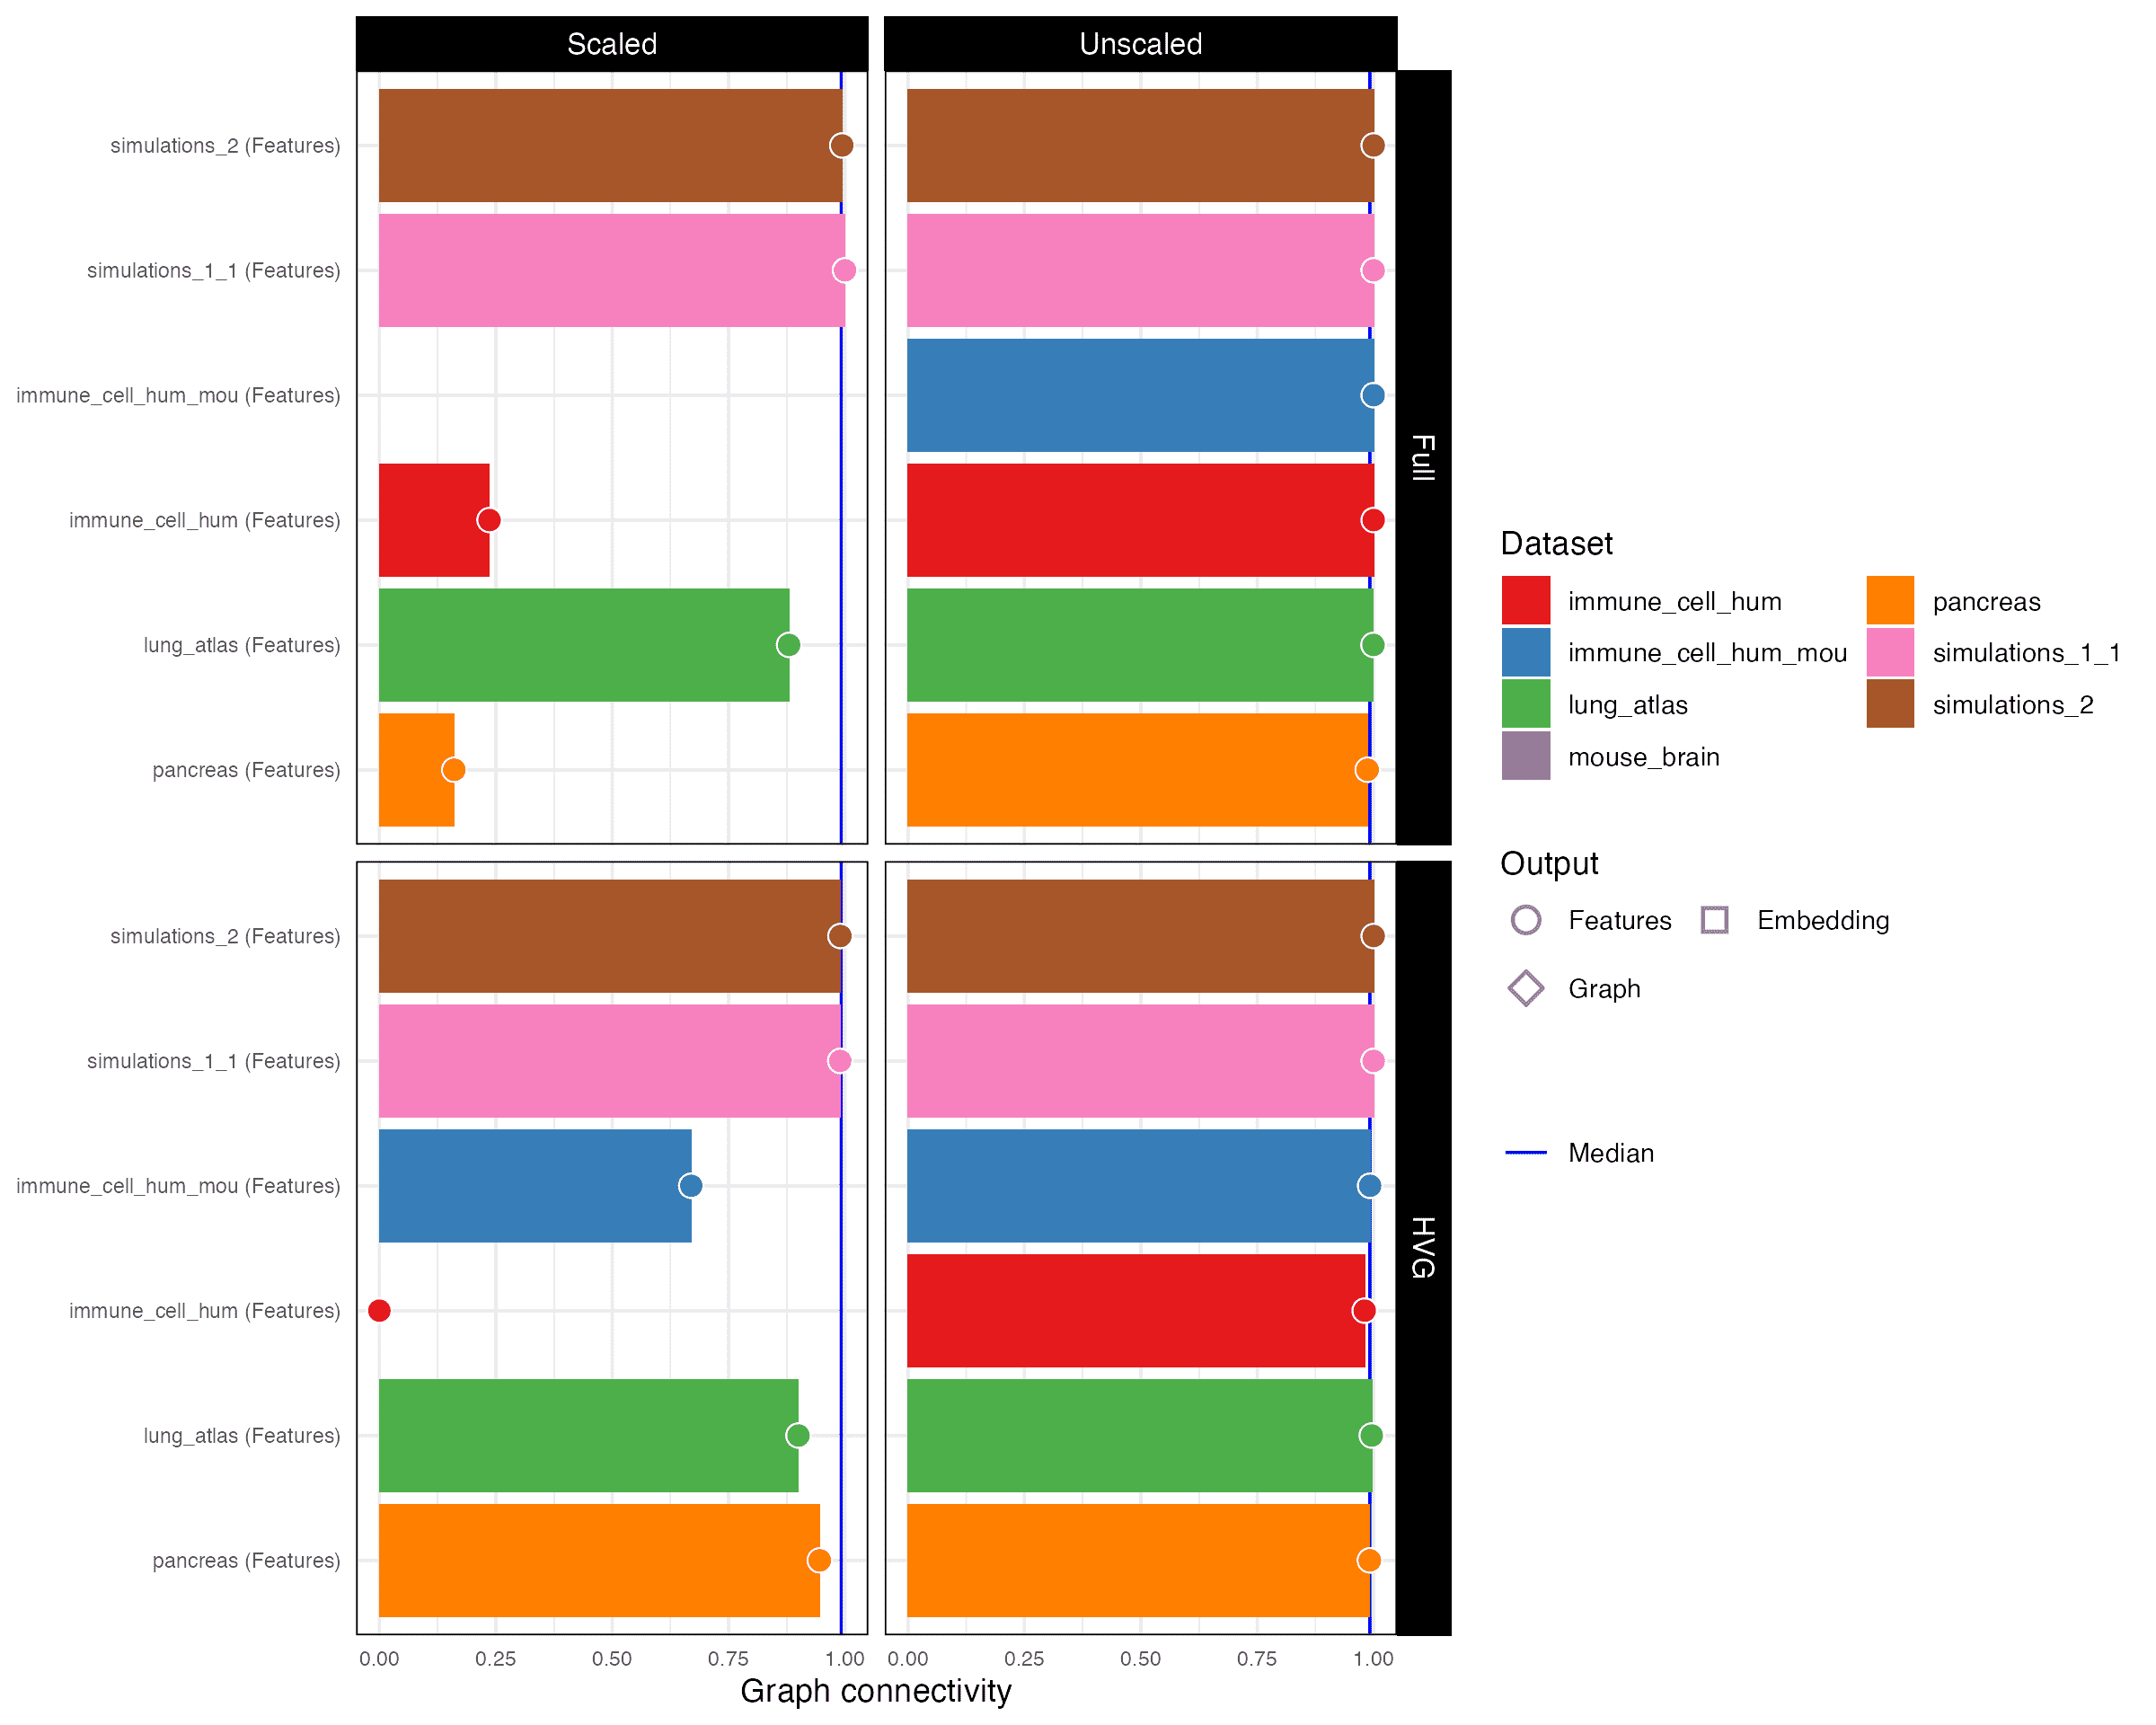 Scaled
Unscaled
simulations_2 (Features)
simulations_1_1 (Features)
immune_cell_hum_mou (Features)
immune_cell_hum (Features)
lung_atlas (Features)
pancreas (Features)
Full
simulations_2 (Features)
simulations_1_1 (Features)
immune_cell_hum_mou (Features)
immune_cell_hum (Features)
lung_atlas (Features)
pancreas (Features)
HVG
0.00 0.25 0.50 0.75 1.00
0.00 0.25 0.50 0.75 1.00
Graph connectivity
Dataset
immune_cell_hum
immune_cell_hum_mou
lung_atlas
mouse_brain
pancreas
simulations_1_1
simulations_2
Output
Features
Embedding
Graph
Median